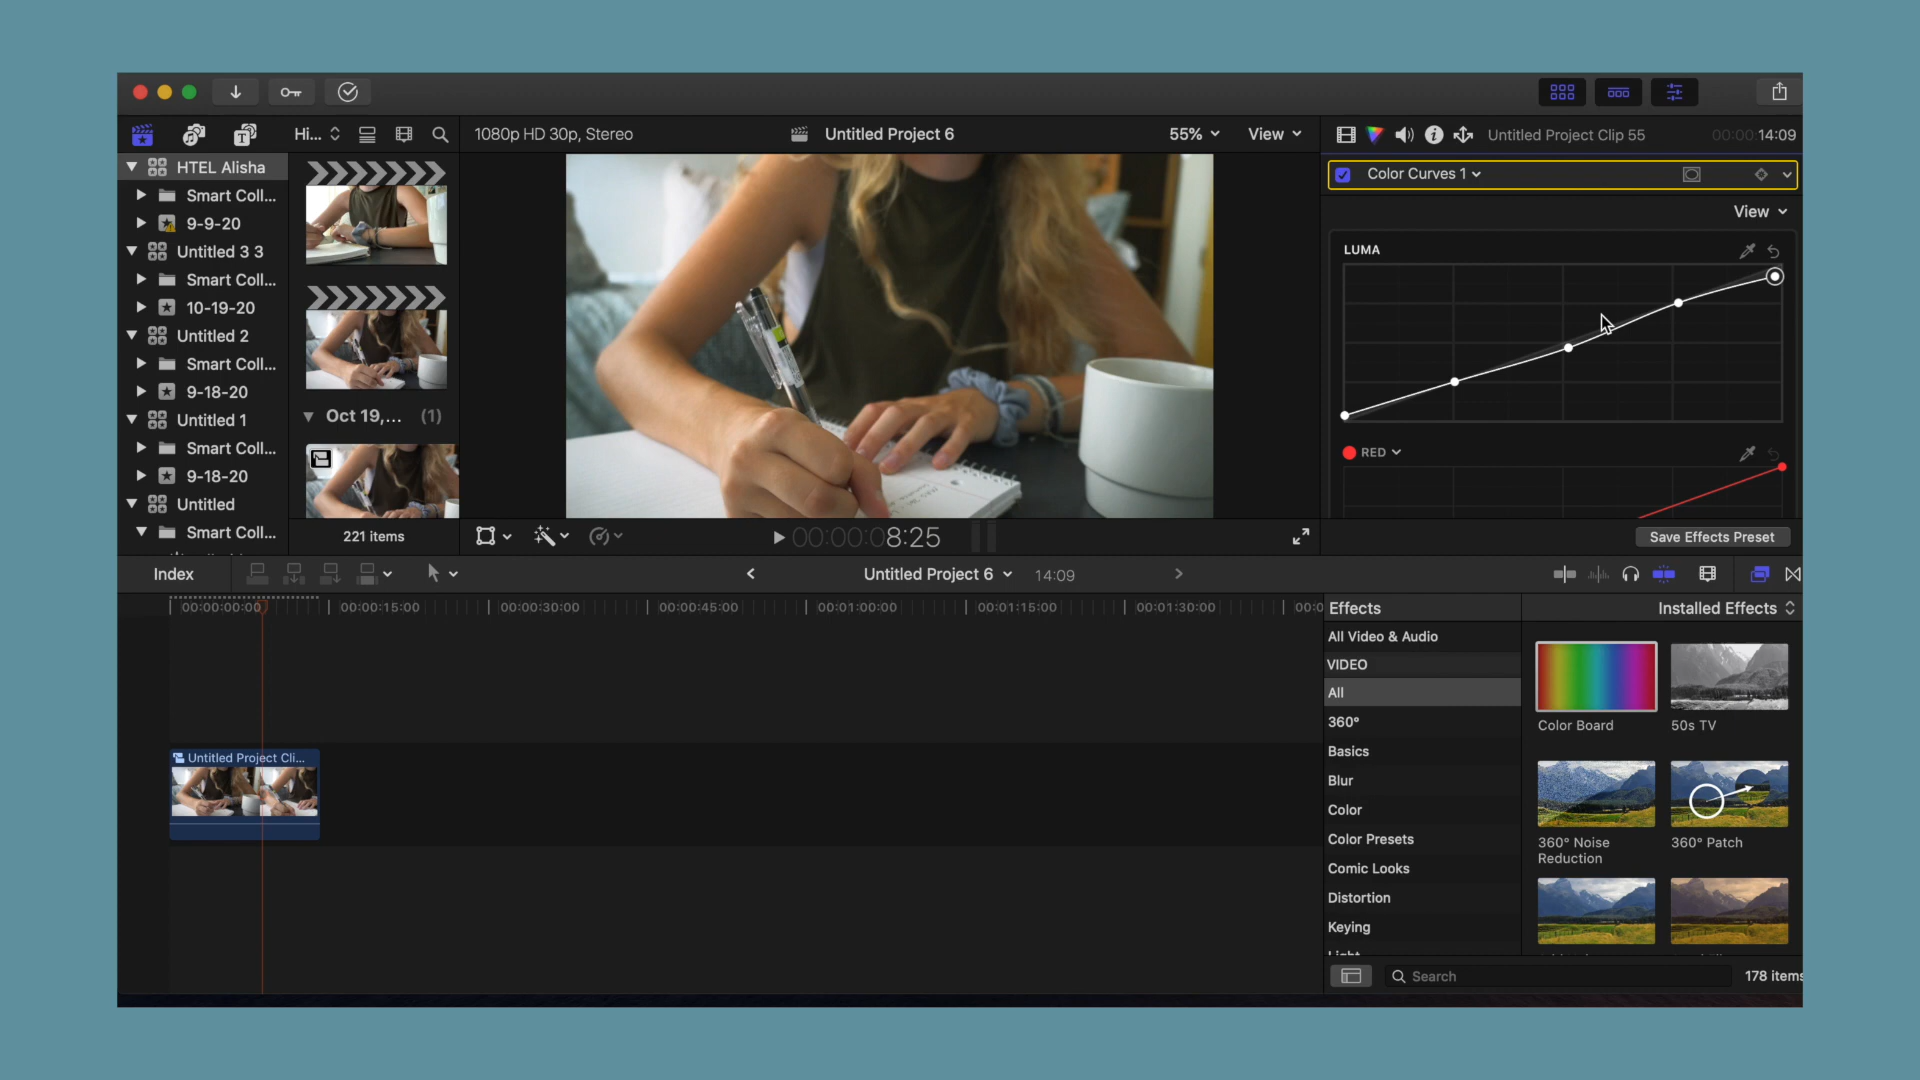 Hi...
1080p HD 30p, Stereo
Untitled Project 6
55%
View
Untitled Project Clip 55
00:00:14:09
HTEL Alisha
Smart Coll...
9-9-20
Untitled 3 3
Smart Coll...
10-19-20
Untitled 2
Smart Coll...
9-18-20
Untitled 1
Smart Coll...
9-18-20
Untitled
Smart Coll...
Oct 19,... (1)
221 items
00:00:08:25
Color Curves 1
View
LUMA
RED
Save Effects Preset
Index
Untitled Project 6
14:09
00:00:00:00
00:00:15:00
00:00:30:00
00:00:45:00
00:01:00:00
00:01:15:00
00:01:30:00
00:0
Untitled Project Cli...
Effects
Installed Effects
All Video & Audio
VIDEO
All
360°
Basics
Blur
Color
Color Presets
Comic Looks
Distortion
Keying
Light
Color Board
50s TV
360° Noise
Reduction
360° Patch
Search
178 items